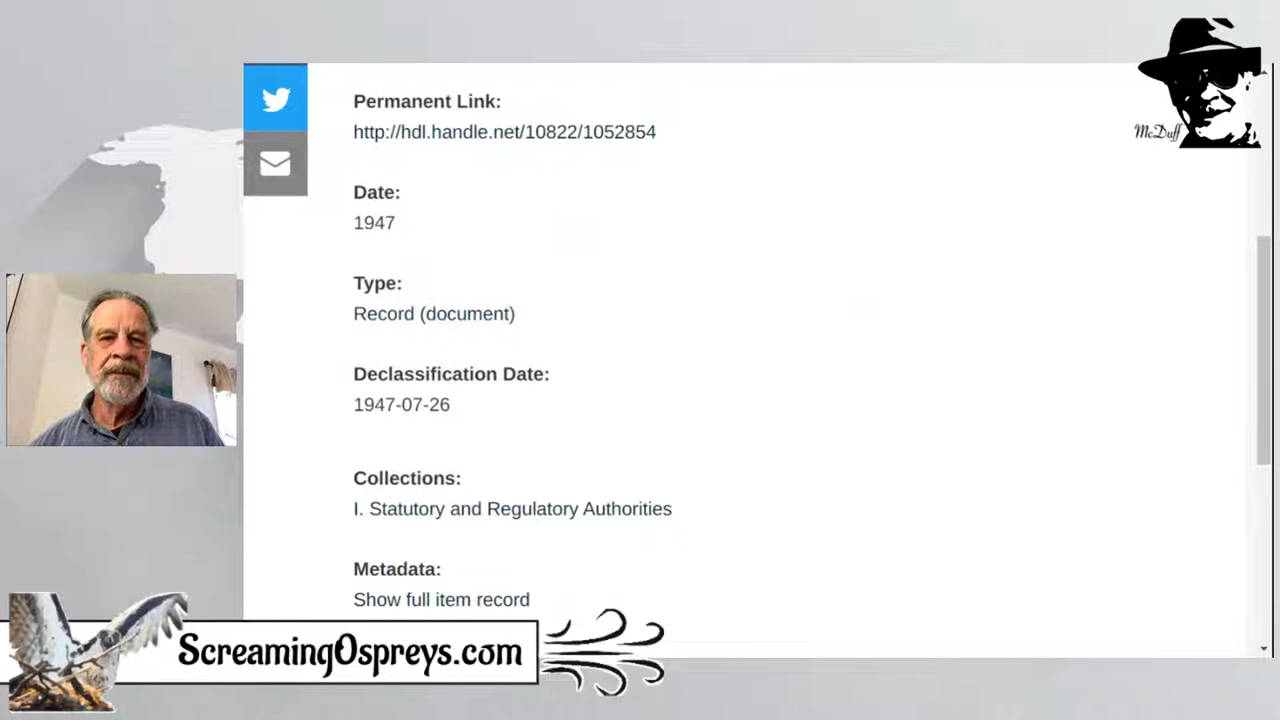 Permanent Link:
http://hdl.handle.net/10822/1052854
McDuff
Date:
1947
Type:
Record (document)
Declassification Date:
1947-07-26
Collections:
I. Statutory and Regulatory Authorities
Metadata:
Show full item record
ScreamingOspreys.com